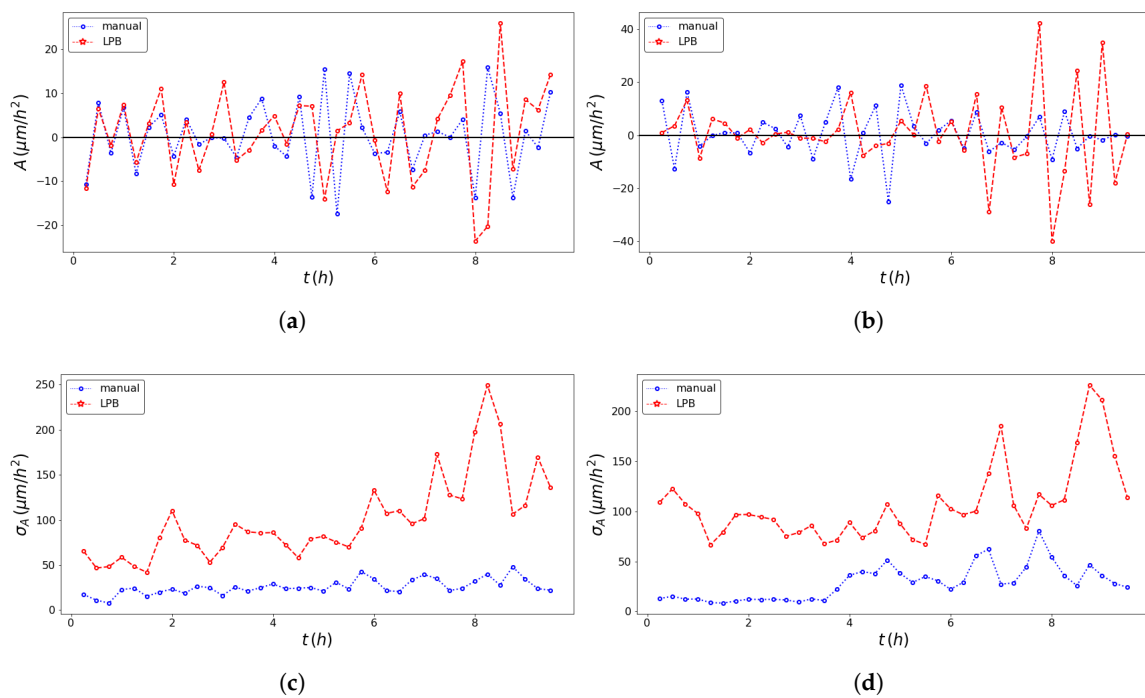 manual
LPB
20
10
0
−10
−20
A (μm/h²)
0 2 4 6 8
t (h)
(a)
manual
LPB
40
20
0
−20
−40
A (μm/h²)
0 2 4 6 8
t (h)
(b)
manual
LPB
250
200
150
100
50
0
σ_A (μm/h²)
0 2 4 6 8
t (h)
(c)
manual
LPB
200
150
100
50
0
σ_A (μm/h²)
0 2 4 6 8
t (h)
(d)